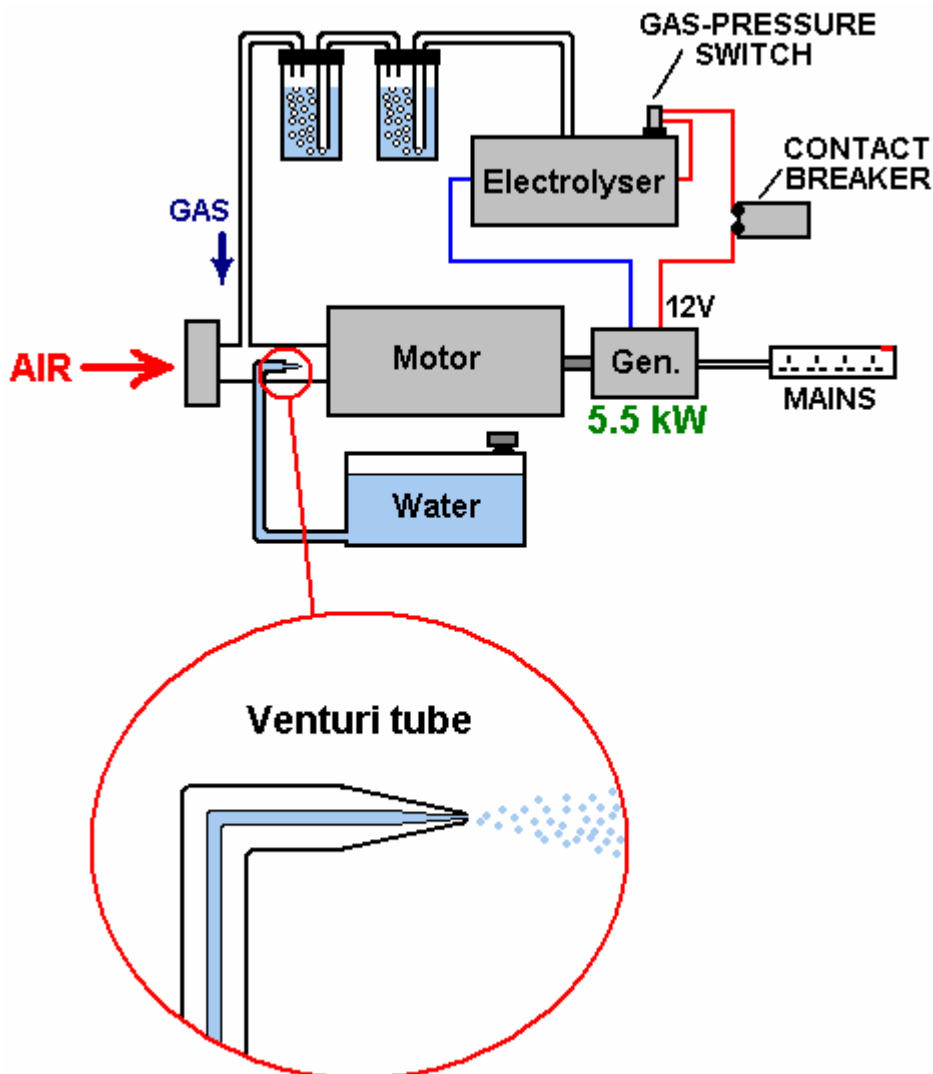 GAS-PRESSURE
SWITCH
CONTACT
BREAKER
Electrolyser
GAS
12V
AIR
Motor
Gen.
MAINS
5.5 kW
Water
Venturi tube